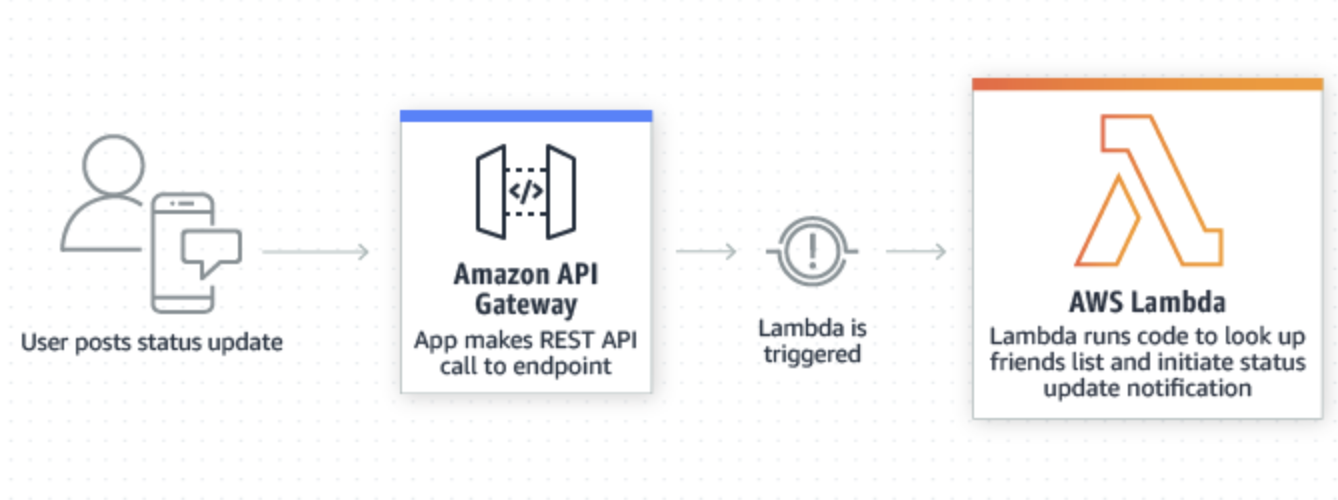 User posts status update
Amazon API
Gateway
App makes REST API
call to endpoint
Lambda is
triggered
AWS Lambda
Lambda runs code to look up
friends list and initiate status
update notification